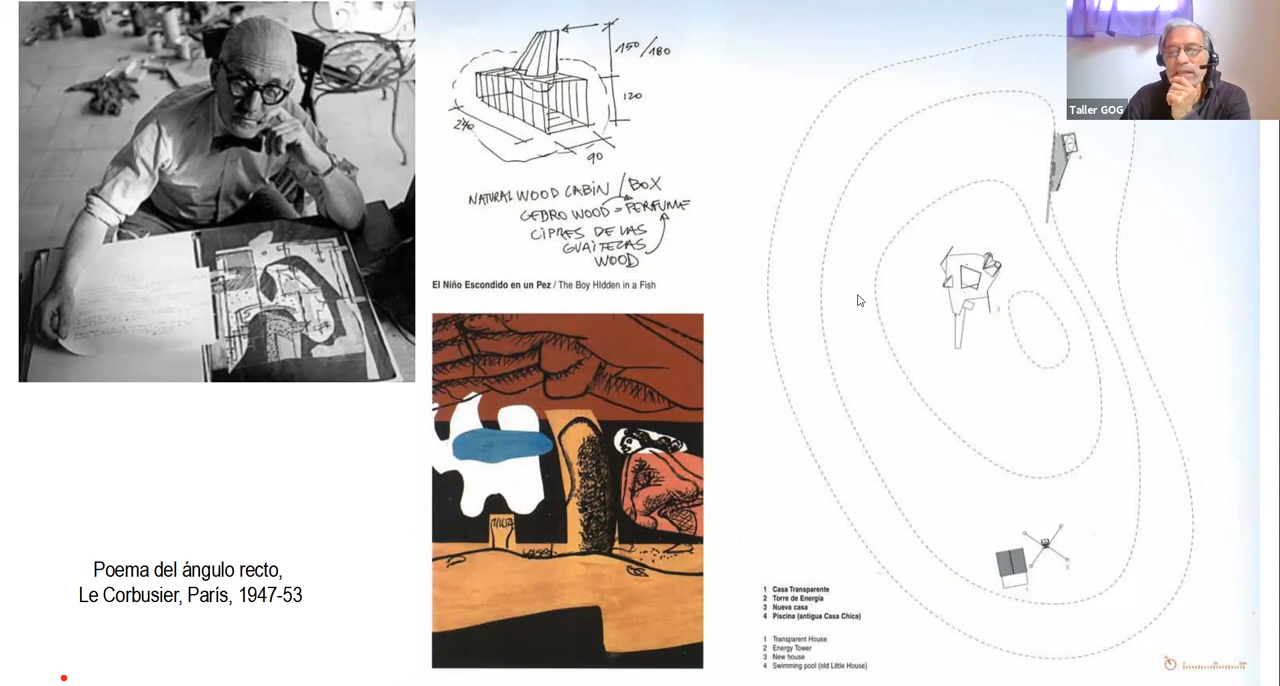 150/180
120
240
90
NATURAL WOOD CABIN / BOX
CEBRO WOOD = PERFUME
CIPRES DE LAS
GUAITECAS
WOOD
El Niño Escondido en un Pez / The Boy HIdden in a Fish
Poema del ángulo recto,
Le Corbusier, París, 1947-53
Taller GOG
1 Casa Transparente
2 Torre de Energía
3 Nueva casa
4 Piscina (antigua Casa Chica)
1 Transparent House
2 Energy Tower
3 New house
4 Swimming pool (old Little House)